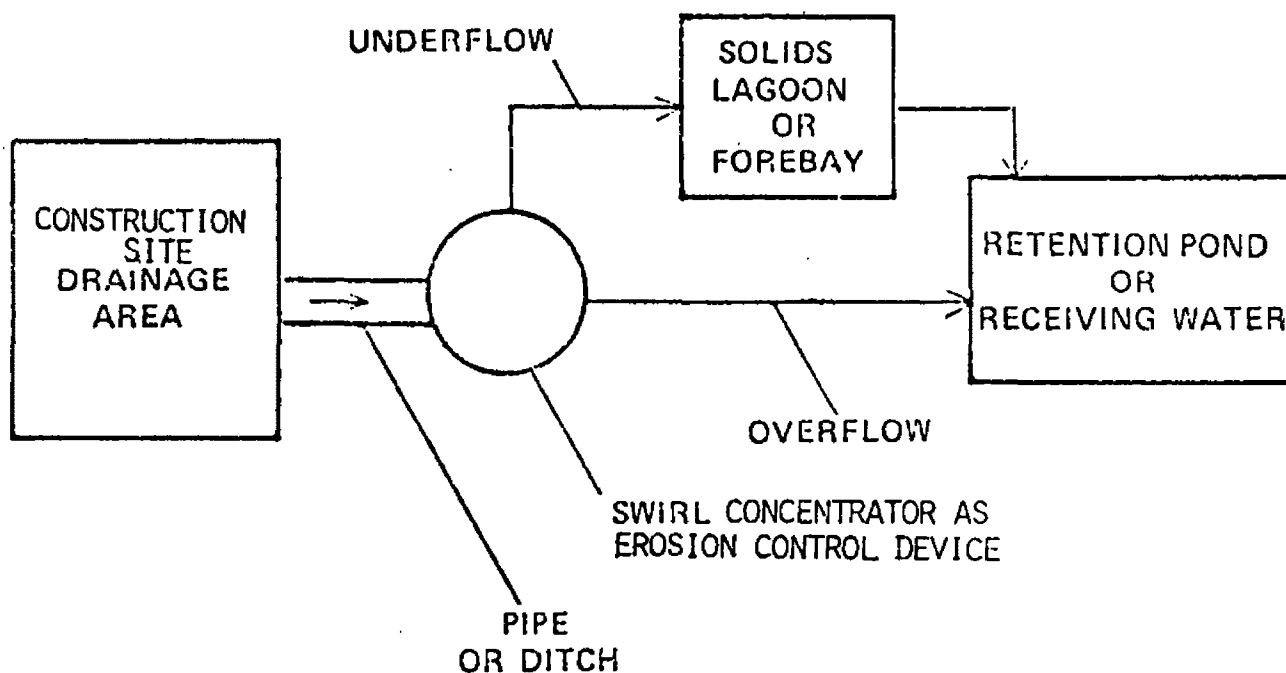 UNDERFLOW
SOLIDS
LAGOON
OR
FOREBAY
CONSTRUCTION
SITE
DRAINAGE
AREA
RETENTION POND
OR
RECEIVING WATER
OVERFLOW
SWIRL CONCENTRATOR AS
EROSION CONTROL DEVICE
PIPE
OR DITCH